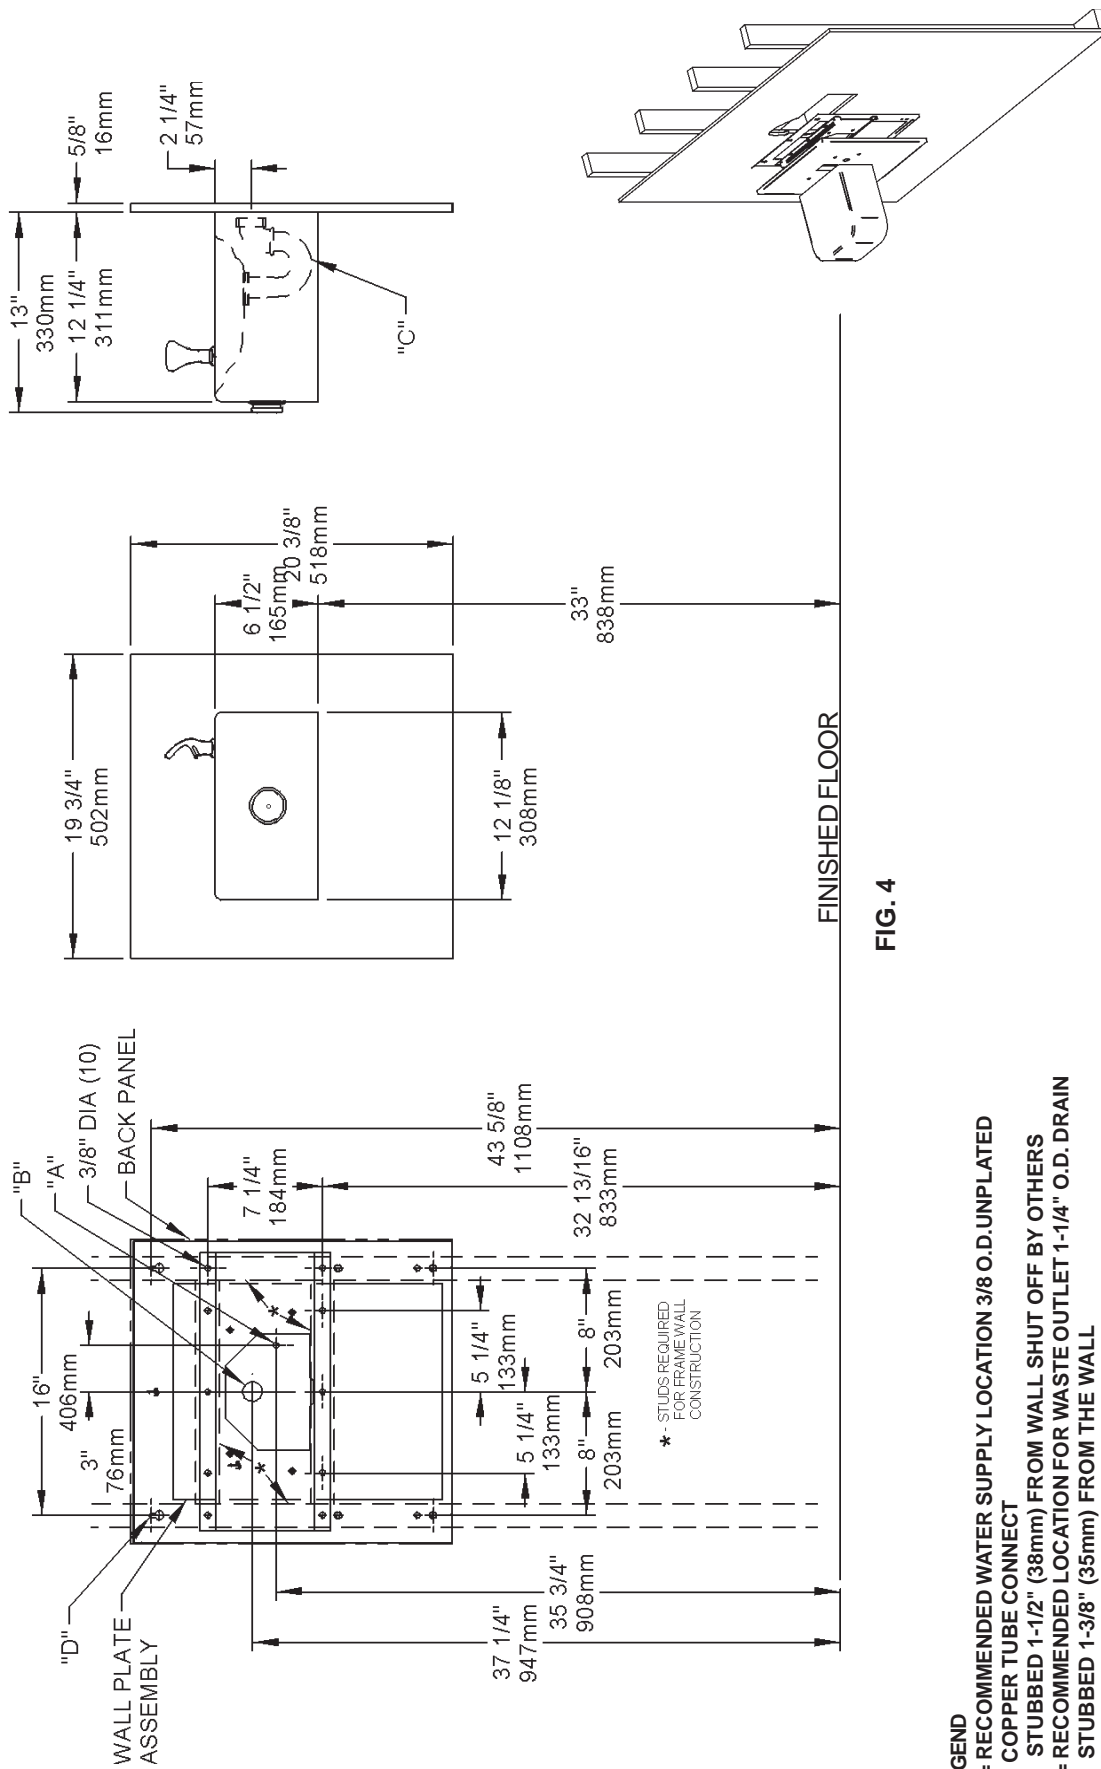 "D"
WALL PLATE
ASSEMBLY
"B"
"A"
3/8" DIA (10)
BACK PANEL
16"
406mm
3"
76mm
7 1/4"
184mm
43 5/8"
1108mm
32 13/16"
833mm
5 1/4"
133mm
5 1/4"
133mm
8"
203mm
8"
203mm
37 1/4"
947mm
35 3/4"
908mm
* - STUDS REQUIRED
FOR FRAME WALL
CONSTRUCTION
*
*
19 3/4"
502mm
6 1/2"
165mm
20 3/8"
518mm
12 1/8"
308mm
33"
838mm
FINISHED FLOOR
13"
330mm
12 1/4"
311mm
5/8"
16mm
2 1/4"
57mm
"C"
FIG. 4
GEND
= RECOMMENDED WATER SUPPLY LOCATION 3/8 O.D. UNPLATED
COPPER TUBE CONNECT
STUBBED 1-1/2" (38mm) FROM WALL SHUT OFF BY OTHERS
= RECOMMENDED LOCATION FOR WASTE OUTLET 1-1/4" O.D. DRAIN
STUBBED 1-3/8" (35mm) FROM THE WALL